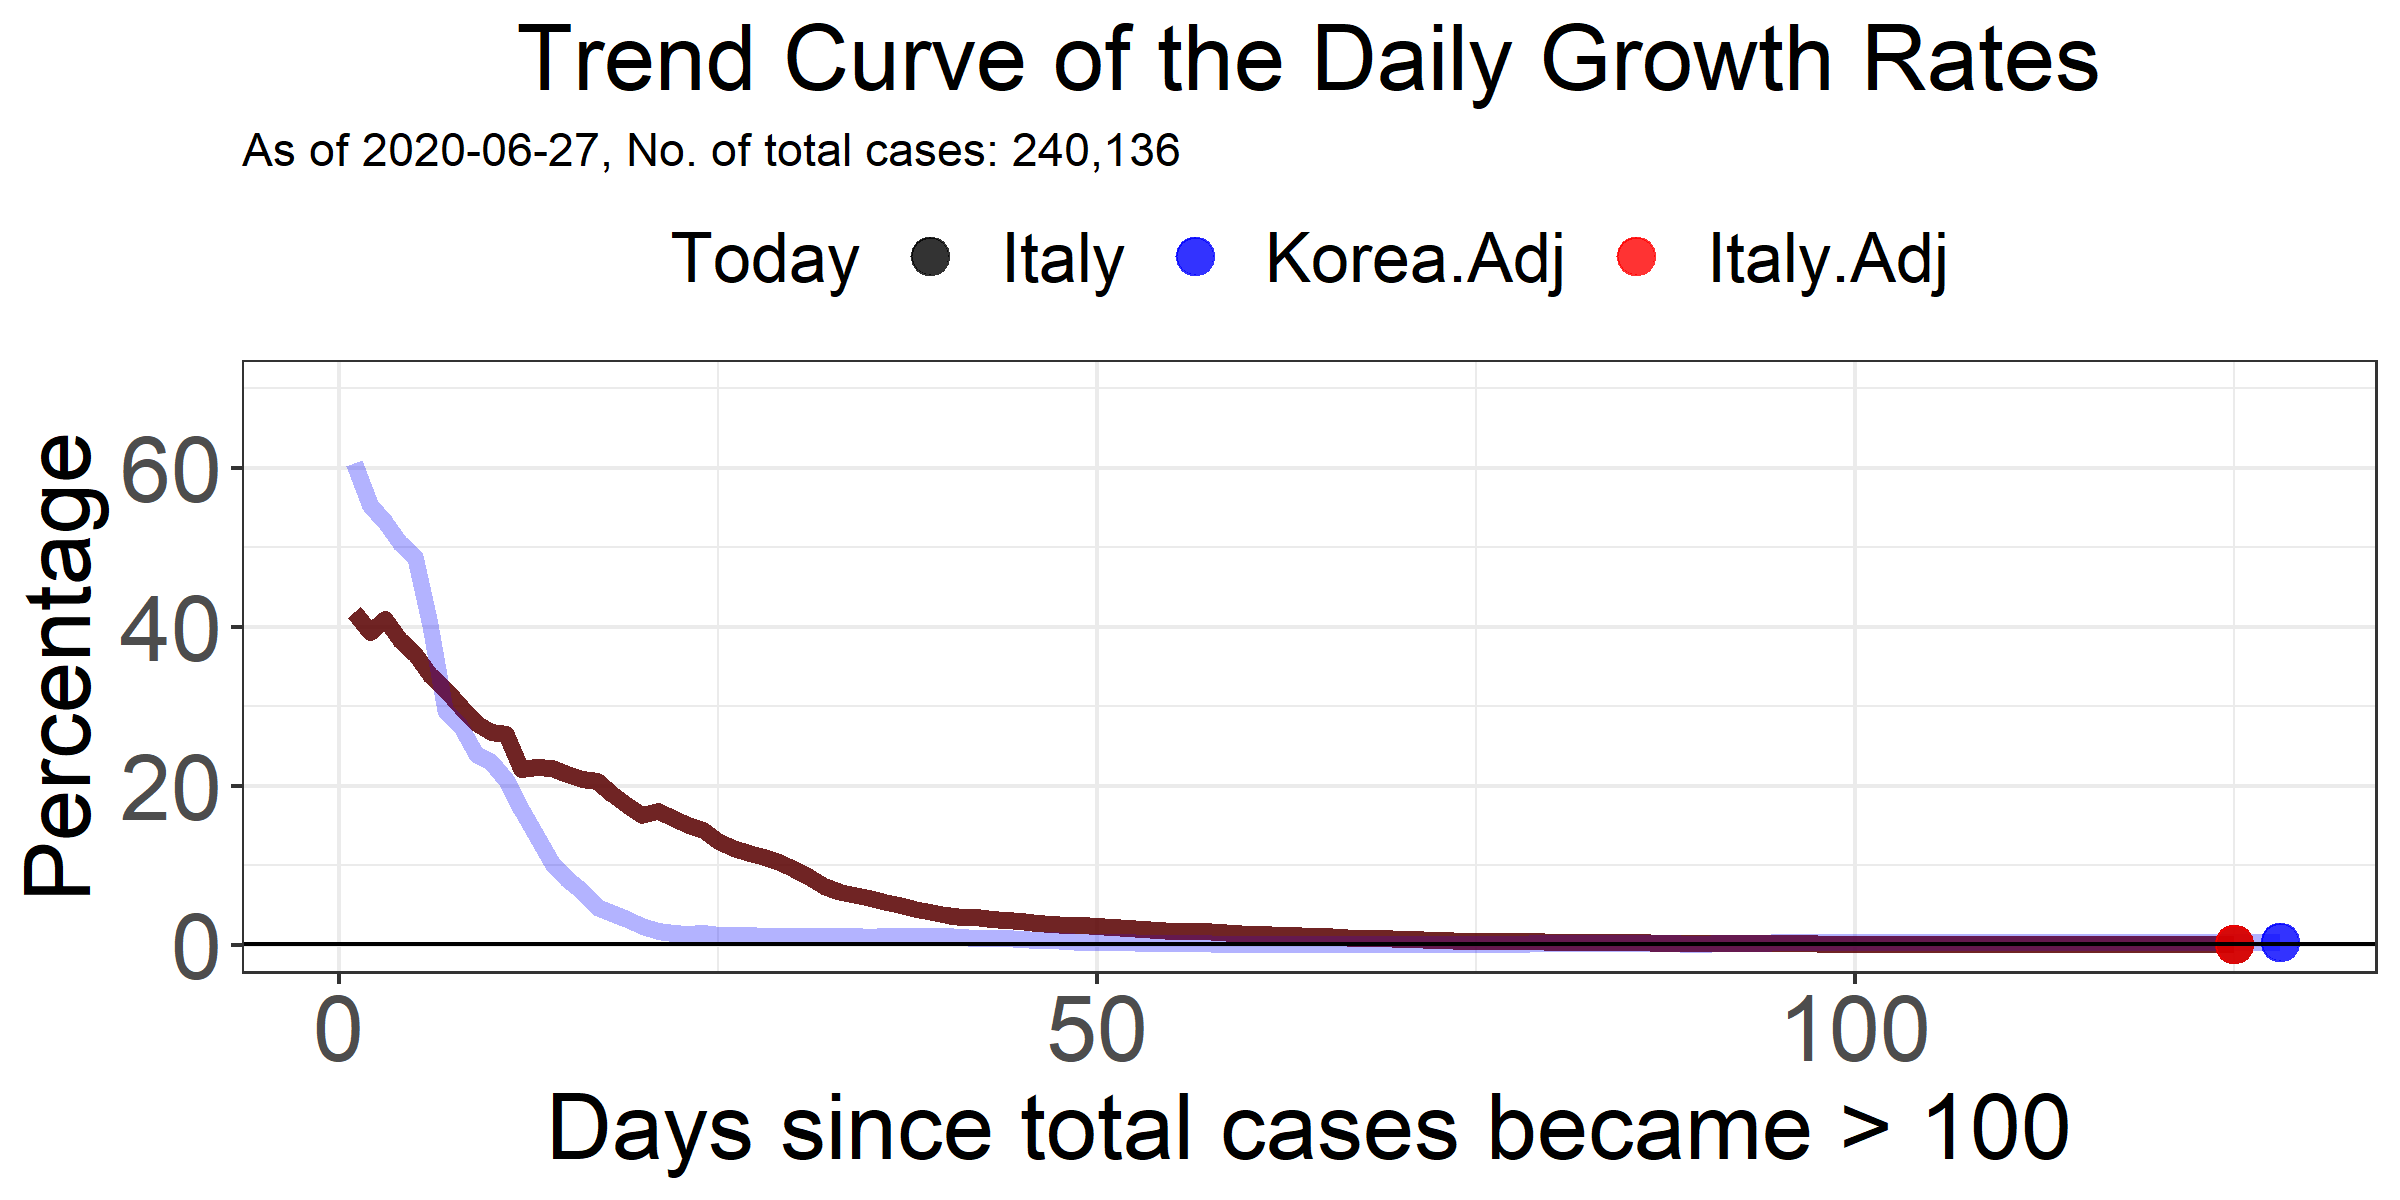 Trend Curve of the Daily Growth Rates
As of 2020-06-27, No. of total cases: 240,136
Today Italy Korea.Adj Italy.Adj
Percentage
60
40
20
0
0 50 100
Days since total cases became > 100